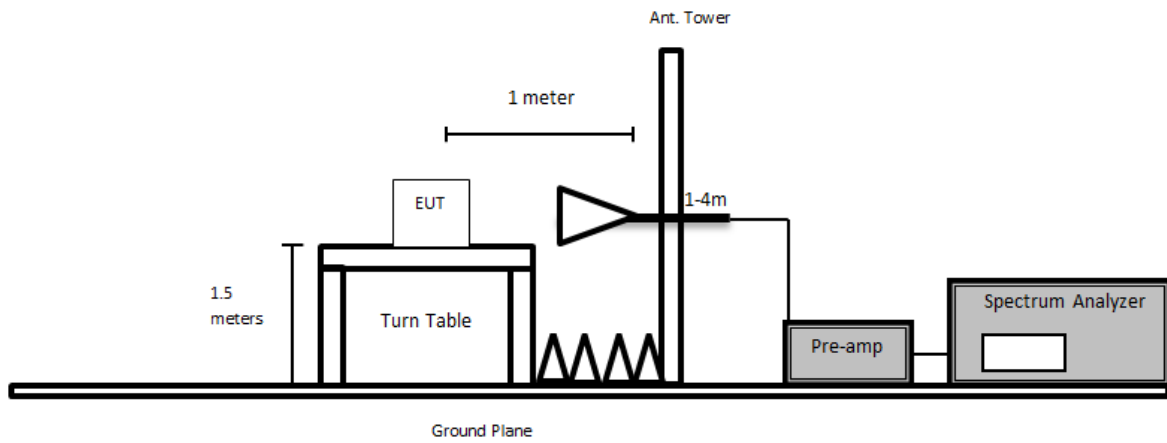 Ant. Tower
1 meter
EUT
1-4m
1.5
meters
Turn Table
Spectrum Analyzer
Pre-amp
Ground Plane